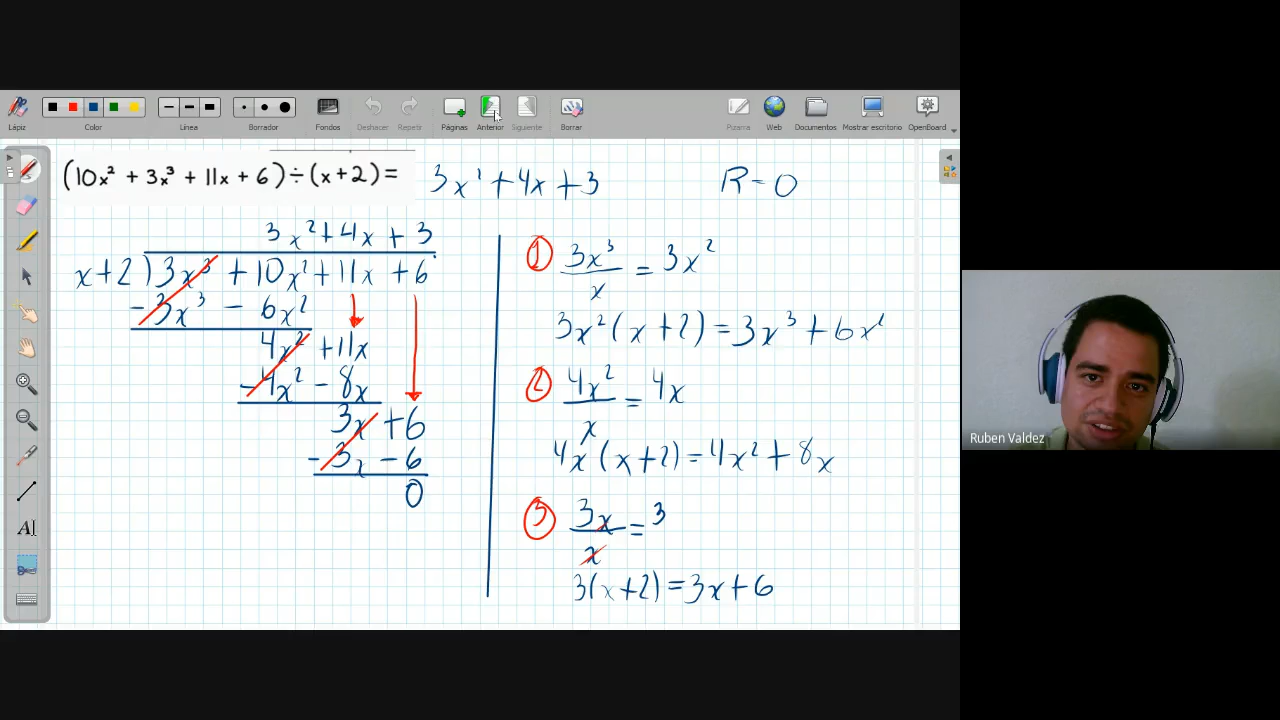 Lápiz Color Línea Borrador Fondos Deshacer Repetir Páginas Anterior Siguiente Borrar Pizarra Web Documentos Mostrar escritorio OpenBoard
(10x² + 3x³ + 11x + 6) ÷ (x + 2) = 3x² + 4x + 3 R = 0
3x² + 4x + 3
x + 2 ) 3x³ + 10x² + 11x + 6
- 3x³ - 6x²
4x² + 11x
- 4x² - 8x
3x + 6
- 3x - 6
0
① 3x³ / x = 3x²
3x² (x + 2) = 3x³ + 6x²
② 4x² / x = 4x
4x (x + 2) = 4x² + 8x
③ 3x / x = 3
3(x + 2) = 3x + 6
A
Ruben Valdez